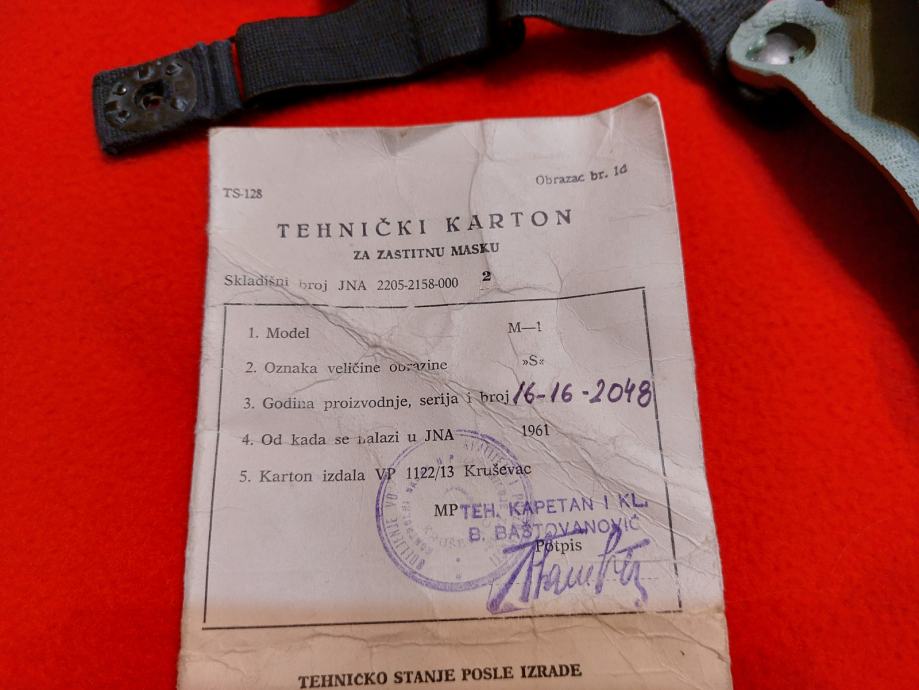 TS-128
Obrazac br. 1d
TEHNIČKI KARTON
ZA ZASTITNU MASKU
Skladišni broj JNA 2205-2158-000 2
1. Model M—1
2. Oznaka veličine obrazine »S«
3. Godina proizvodnje, serija i broj 16-16-2048
4. Od kada se nalazi u JNA 1961
5. Karton izdala VP 1122/13 Kruševac
MP TEH. KAPETAN I KL.
B. BAŠTOVANOVIĆ
Potpis
TEHNIČKO STANJE POSLE IZRADE